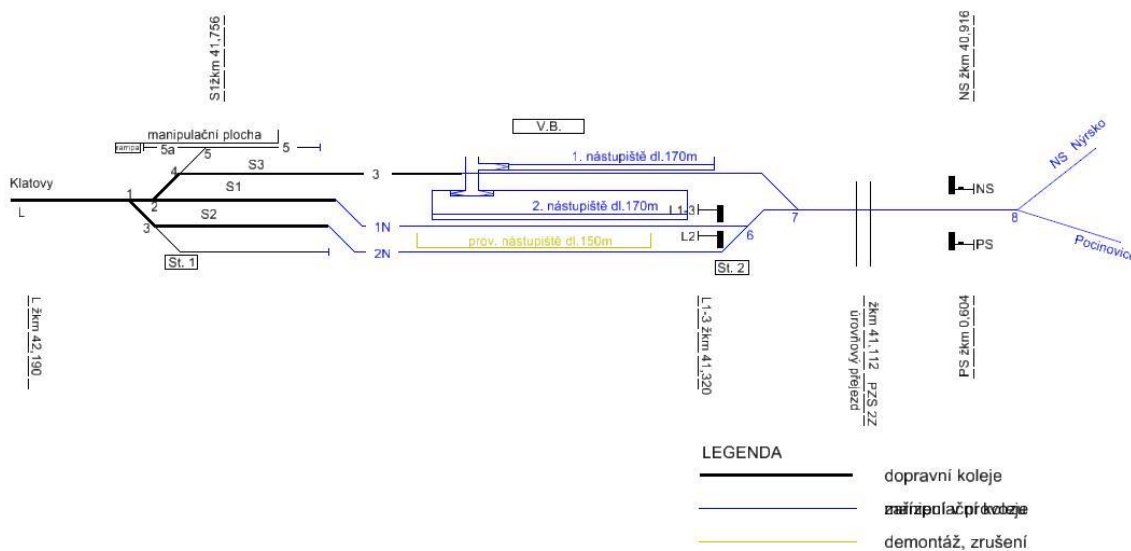 S1žkm 41,756
NS žkm 40,916
V.B.
manipulační plocha
rampa
5a
5
5
1. nástupiště dl.170m
NS Nýrsko
S3
4
3
Klatovy
S1
NS
1
2
2. nástupiště dl.170m
L1-3
L
S2
7
8
3
1N
6
Pocinovice
L2
prov. nástupiště dl.150m
PS
2N
St. 1
St. 2
L žkm 42,190
L1-3 žkm 41,320
žkm 41,112 PZS 2Z
úrovňový přejezd
PS žkm 0,604
LEGENDA
dopravní koleje
demontáž, zrušení